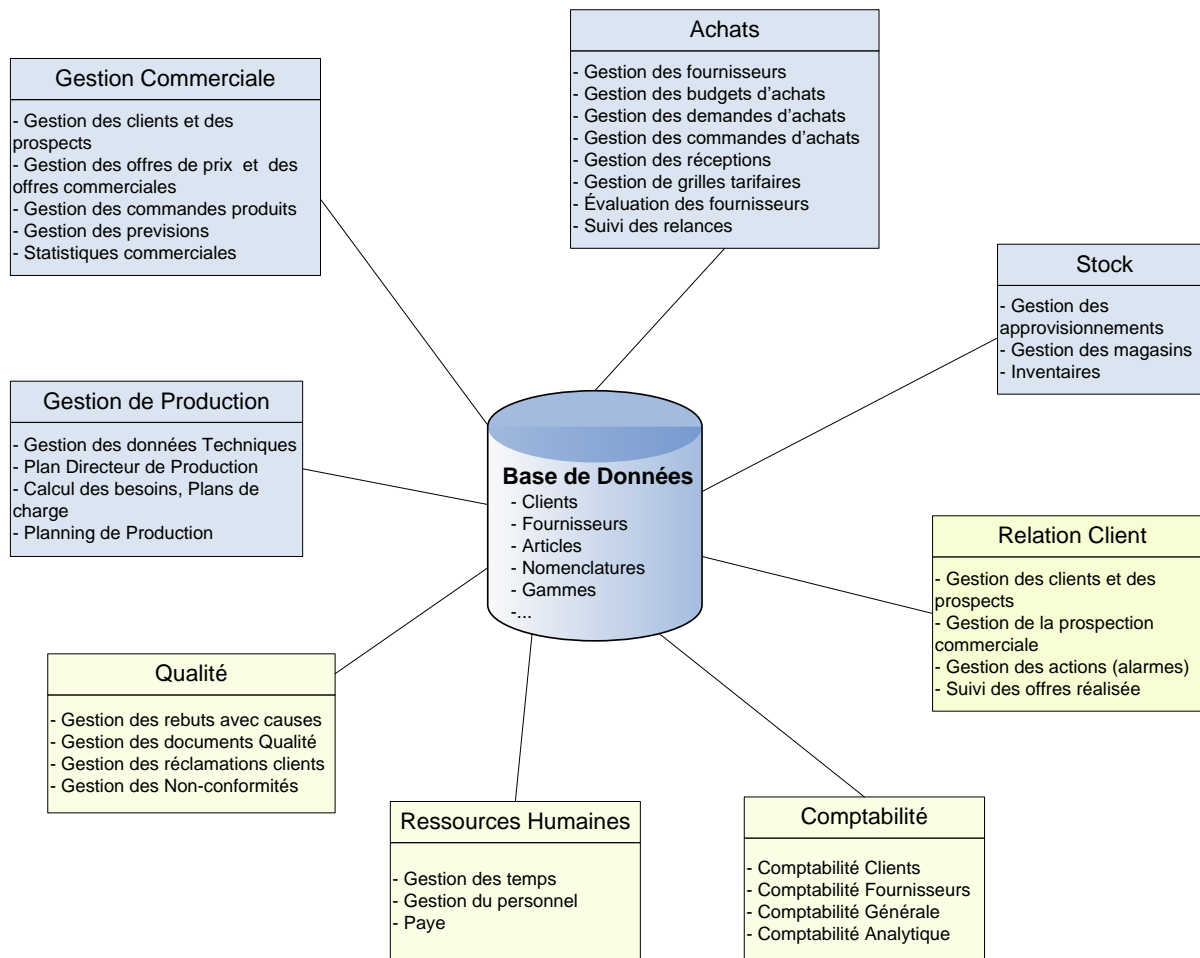 Achats
- Gestion des fournisseurs
- Gestion des budgets d’achats
- Gestion des demandes d’achats
- Gestion des commandes d’achats
- Gestion des réceptions
- Gestion de grilles tarifaires
- Évaluation des fournisseurs
- Suivi des relances
Gestion Commerciale
- Gestion des clients et des
prospects
- Gestion des offres de prix et des
offres commerciales
- Gestion des commandes produits
- Gestion des previsions
- Statistiques commerciales
Stock
- Gestion des
approvisionnements
- Gestion des magasins
- Inventaires
Gestion de Production
- Gestion des données Techniques
- Plan Directeur de Production
- Calcul des besoins, Plans de
charge
- Planning de Production
Base de Données
- Clients
- Fournisseurs
- Articles
- Nomenclatures
- Gammes
-...
Relation Client
- Gestion des clients et des
prospects
- Gestion de la prospection
commerciale
- Gestion des actions (alarmes)
- Suivi des offres réalisée
Qualité
- Gestion des rebuts avec causes
- Gestion des documents Qualité
- Gestion des réclamations clients
- Gestion des Non-conformités
Ressources Humaines
- Gestion des temps
- Gestion du personnel
- Paye
Comptabilité
- Comptabilité Clients
- Comptabilité Fournisseurs
- Comptabilité Générale
- Comptabilité Analytique